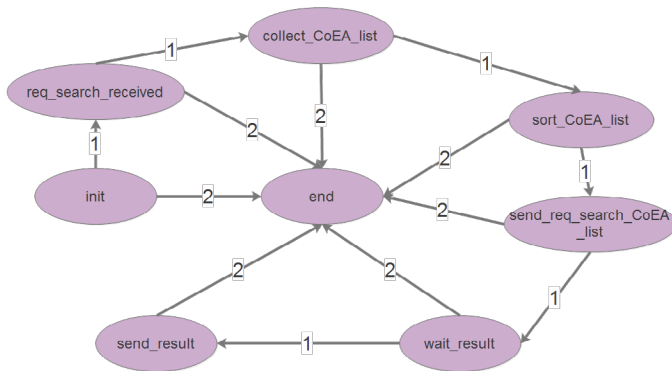 collect_CoEA_list
1
1
req_search_received
2
2
sort_CoEA_list
1
2
1
init
2
end
2
send_req_search_CoEA
_list
2
2
1
send_result
1
wait_result